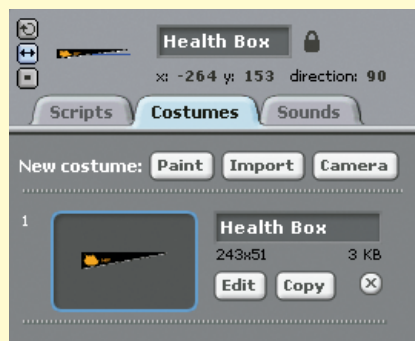 Health Box
x: -264 y: 153 direction: 90
Scripts Costumes Sounds
New costume: Paint Import Camera
1
Health Box
243x51 3 KB
Edit Copy